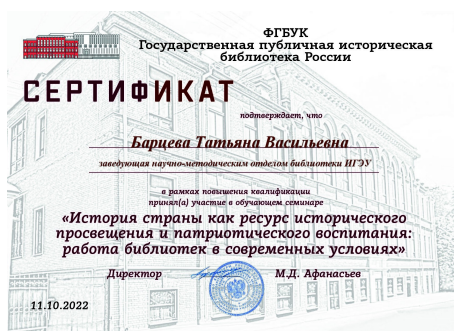 ФГБУК
Государственная публичная историческая
библиотека России
СЕРТИФИКАТ
подтверждает, что
Барцева Татьяна Васильевна
заведующая научно-методическим отделом библиотеки ИГЭУ
в рамках повышения квалификации
принял(а) участие в обучающем семинаре
«История страны как ресурс исторического
просвещения и патриотического воспитания:
работа библиотек в современных условиях»
Директор М.Д. Афанасьев
11.10.2022